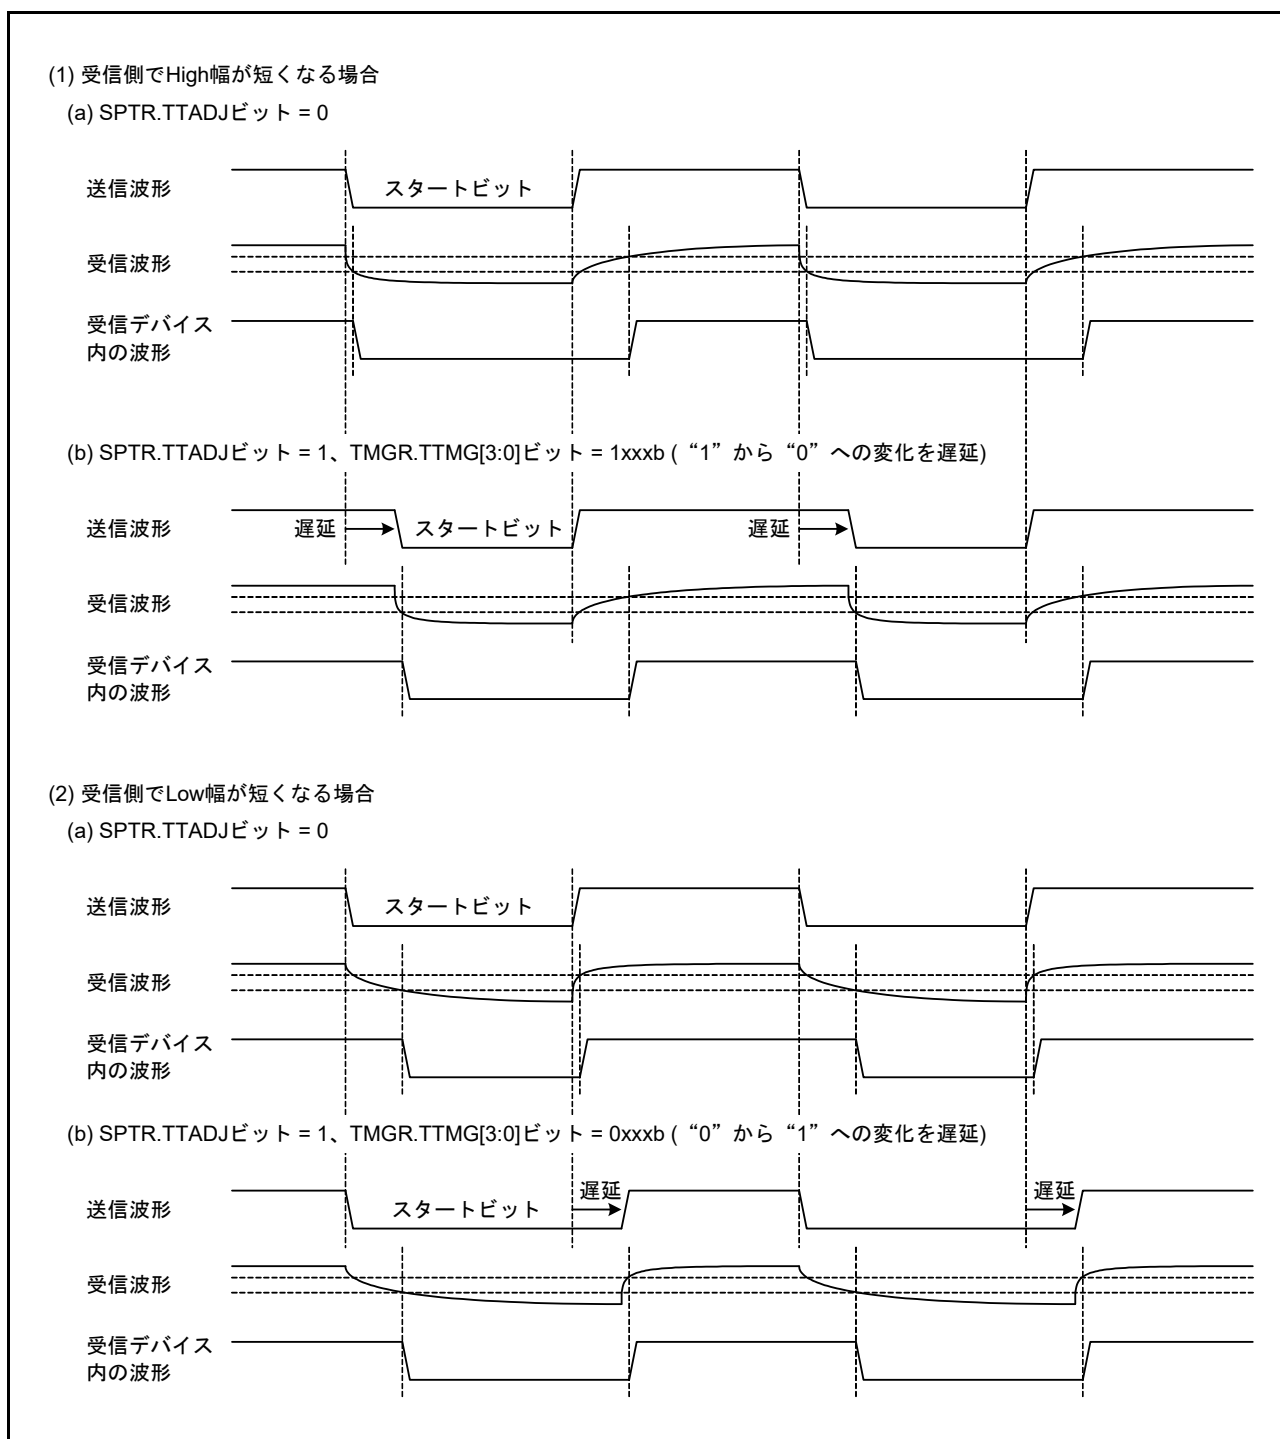 (1) 受信側でHigh幅が短くなる場合
(a) SPTR.TTADJビット = 0
送信波形
スタートビット
受信波形
受信デバイス
内の波形
(b) SPTR.TTADJビット = 1、TMGR.TTMG[3:0]ビット = 1xxxb (“1”から“0”への変化を遅延)
送信波形
遅延
スタートビット
遅延
受信波形
受信デバイス
内の波形
(2) 受信側でLow幅が短くなる場合
(a) SPTR.TTADJビット = 0
送信波形
スタートビット
受信波形
受信デバイス
内の波形
(b) SPTR.TTADJビット = 1、TMGR.TTMG[3:0]ビット = 0xxxb (“0”から“1”への変化を遅延)
送信波形
スタートビット
遅延
遅延
受信波形
受信デバイス
内の波形